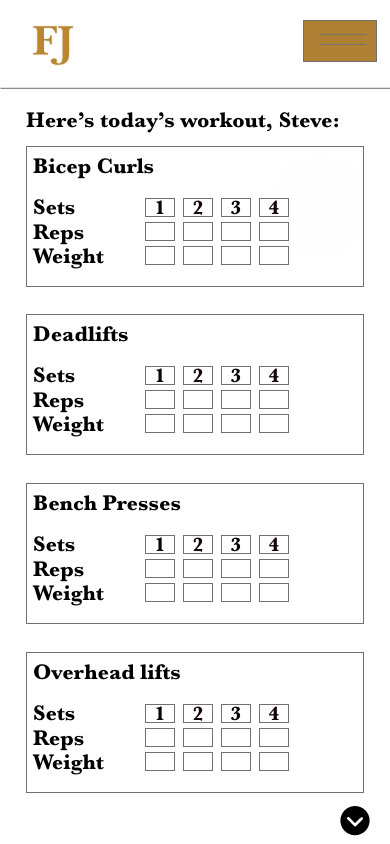 FJ
Here's today's workout, Steve:
Bicep Curls
Sets 1 2 3 4
Reps
Weight
Deadlifts
Sets 1 2 3 4
Reps
Weight
Bench Presses
Sets 1 2 3 4
Reps
Weight
Overhead lifts
Sets 1 2 3 4
Reps
Weight